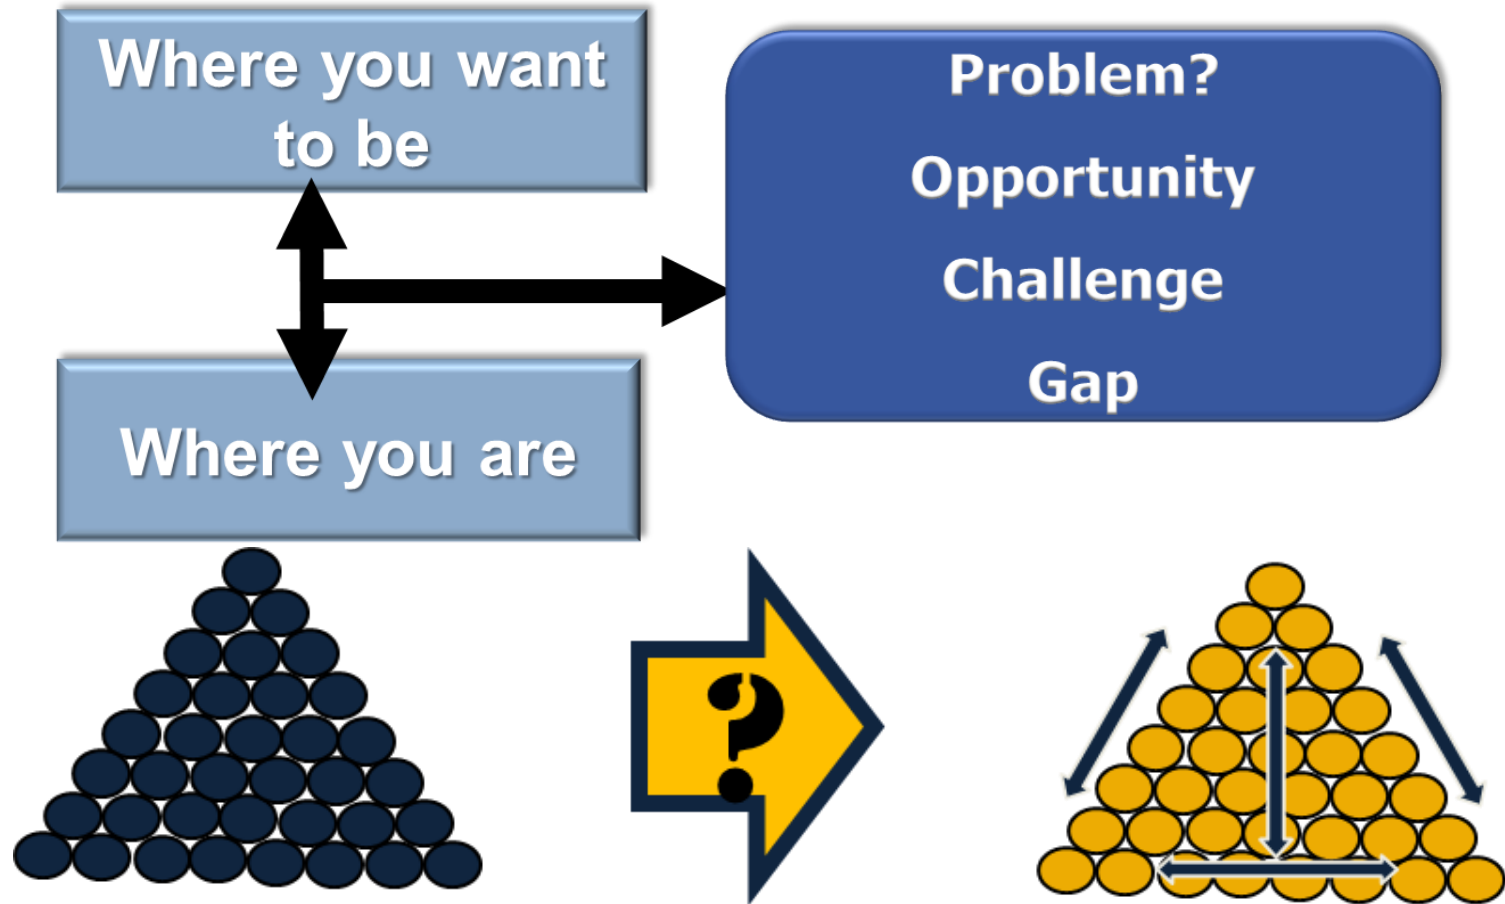 Where you want
to be
Problem?
Opportunity
Challenge
Gap
Where you are
?